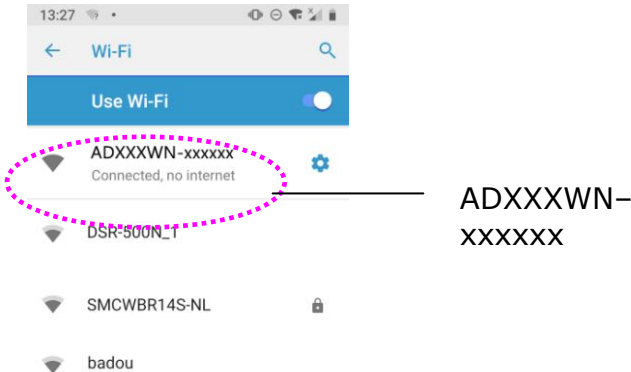 13:27
Wi-Fi
Use Wi-Fi
ADXXXWN-xxxxxx
Connected, no internet
ADXXXWN-
xxxxxx
DSR-500N_1
SMCWBR14S-NL
badou